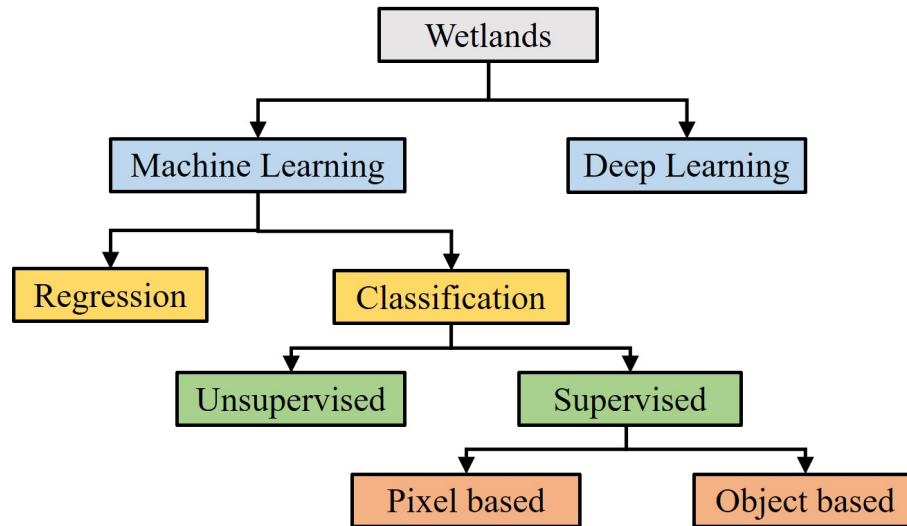 Wetlands
Machine Learning
Deep Learning
Regression
Classification
Unsupervised
Supervised
Pixel based
Object based